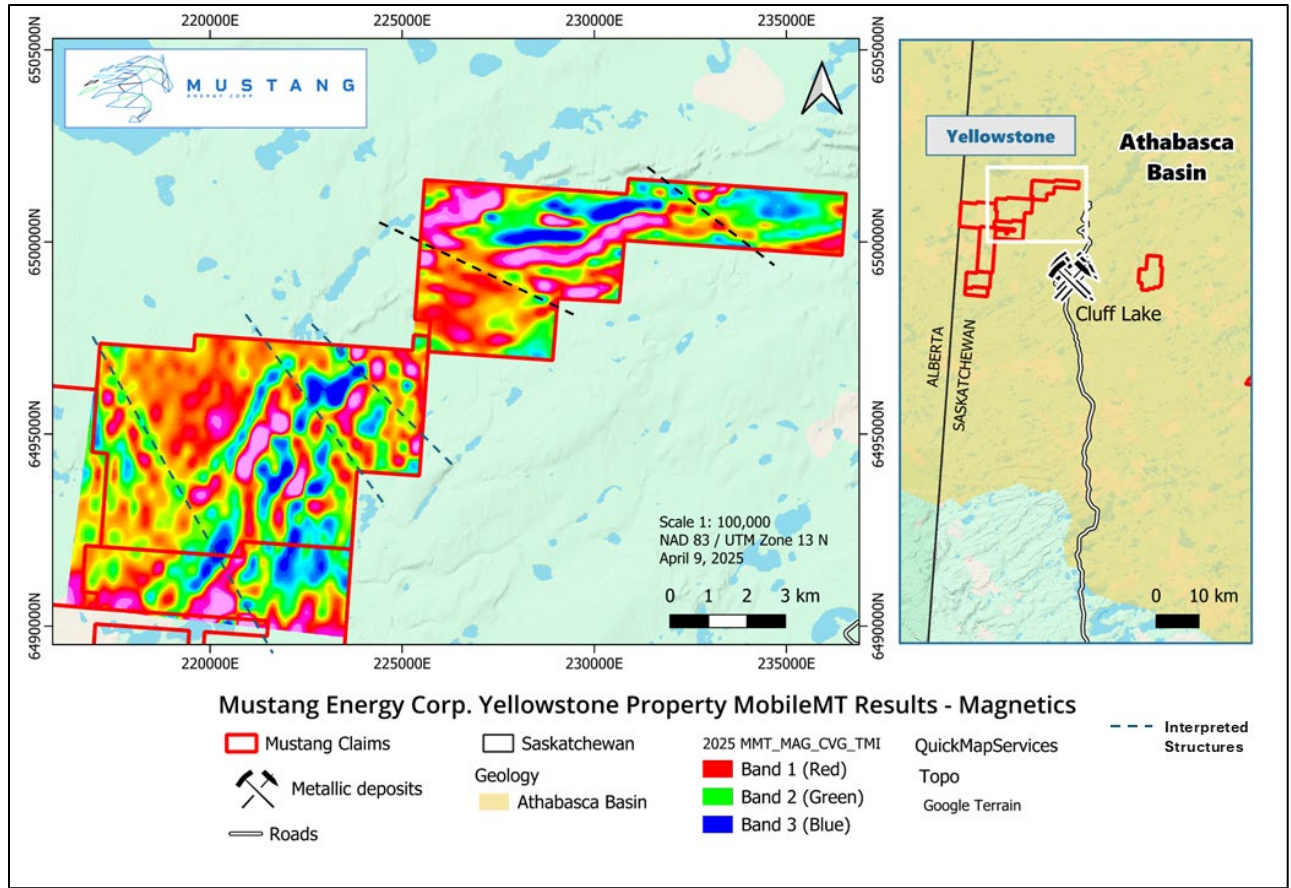 220000E 225000E 230000E 235000E
6505000N
6500000N
6495000N
6490000N
MUSTANG
ENERGY CORP
Scale 1: 100,000
NAD 83 / UTM Zone 13 N
April 9, 2025
0 1 2 3 km
6505000N
6500000N
6495000N
6490000N
220000E 225000E 230000E 235000E
Yellowstone
Athabasca
Basin
Cluff Lake
ALBERTA
SASKATCHEWAN
0 10 km
Mustang Energy Corp. Yellowstone Property MobileMT Results - Magnetics
Mustang Claims
Metallic deposits
Roads
Saskatchewan
Geology
Athabasca Basin
2025 MMT_MAG_CVG_TMI
Band 1 (Red)
Band 2 (Green)
Band 3 (Blue)
QuickMapServices
Topo
Google Terrain
Interpreted
Structures